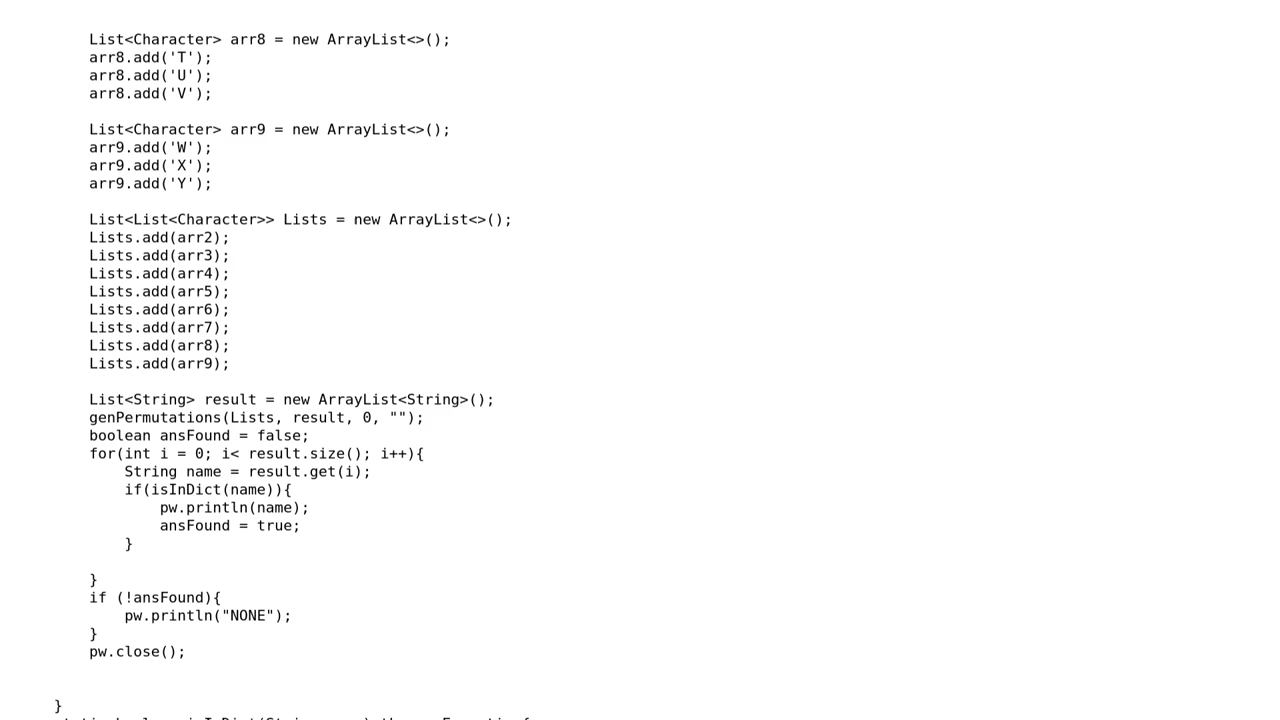 List<Character> arr8 = new ArrayList<>();
arr8.add('T');
arr8.add('U');
arr8.add('V');
List<Character> arr9 = new ArrayList<>();
arr9.add('W');
arr9.add('X');
arr9.add('Y');
List<List<Character>> Lists = new ArrayList<>();
Lists.add(arr2);
Lists.add(arr3);
Lists.add(arr4);
Lists.add(arr5);
Lists.add(arr6);
Lists.add(arr7);
Lists.add(arr8);
Lists.add(arr9);
List<String> result = new ArrayList<String>();
genPermutations(Lists, result, 0, "");
boolean ansFound = false;
for(int i = 0; i< result.size(); i++){
String name = result.get(i);
if(isInDict(name)){
pw.println(name);
ansFound = true;
}
}
if (!ansFound){
pw.println("NONE");
}
pw.close();
}